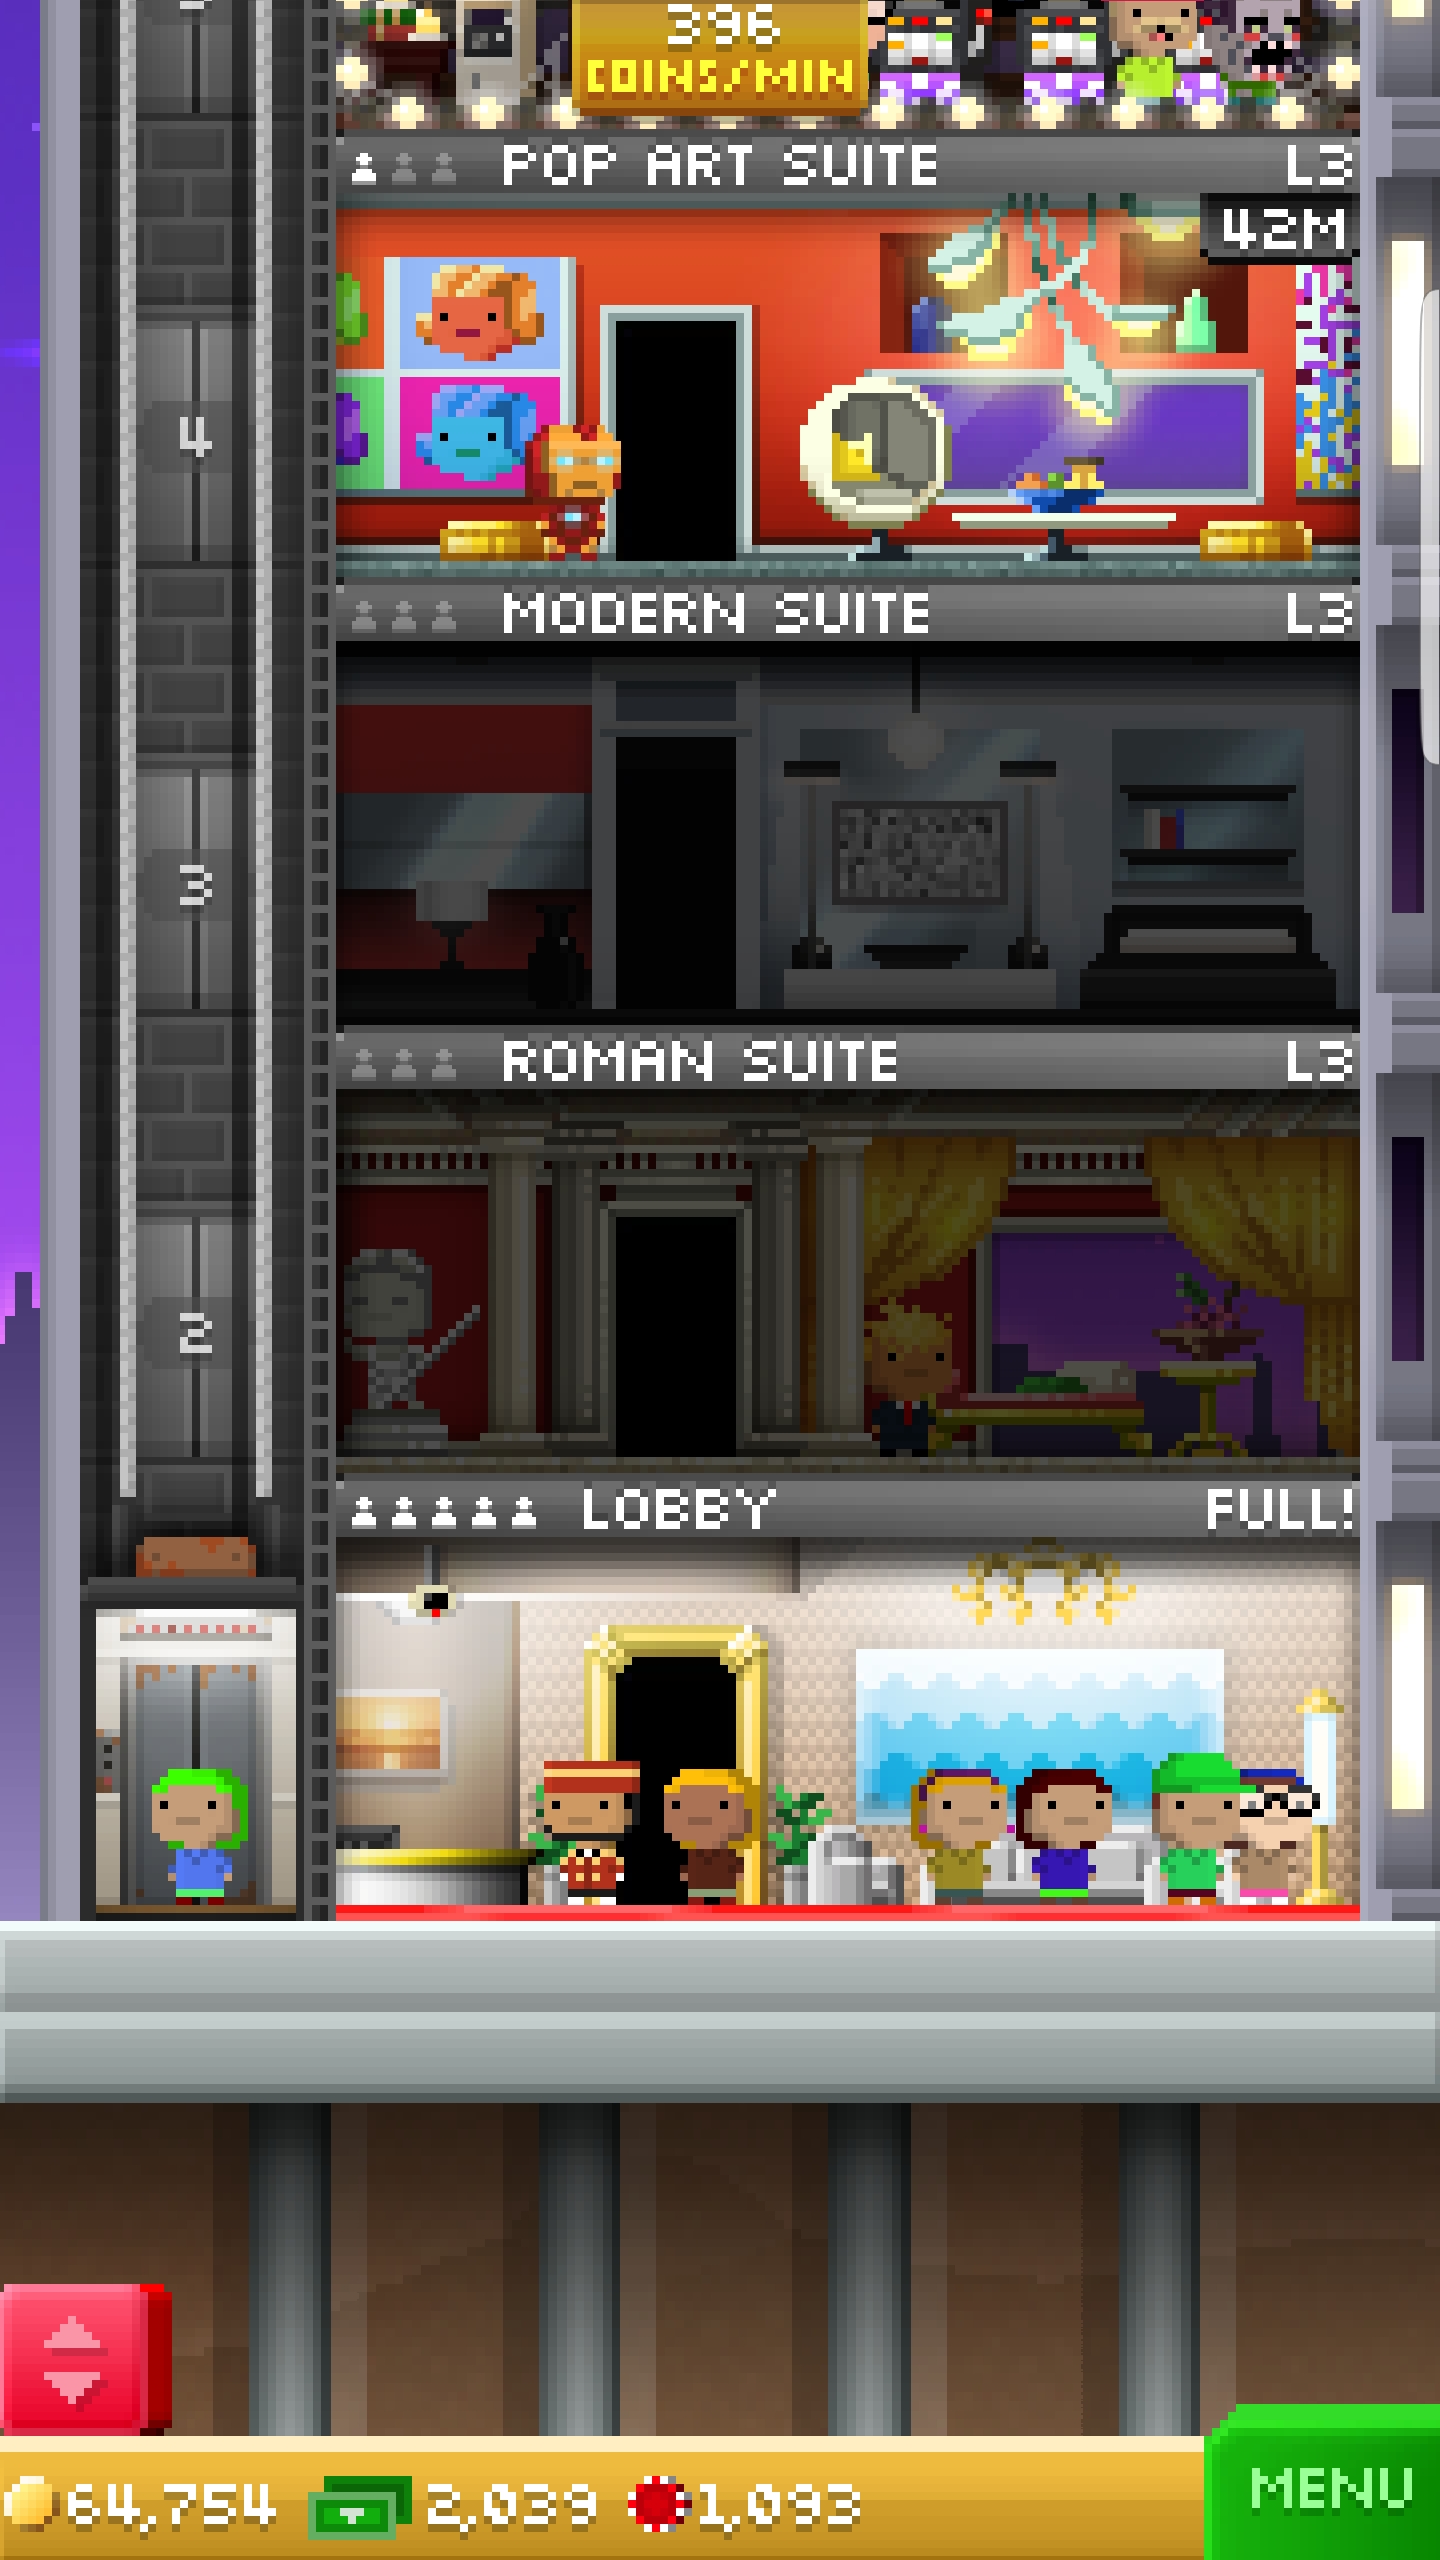 396
COINS/MIN
POP ART SUITE L3
42M
4
MODERN SUITE L3
3
ROMAN SUITE L3
2
LOBBY FULL!
64,754 2,039 1,093
MENU